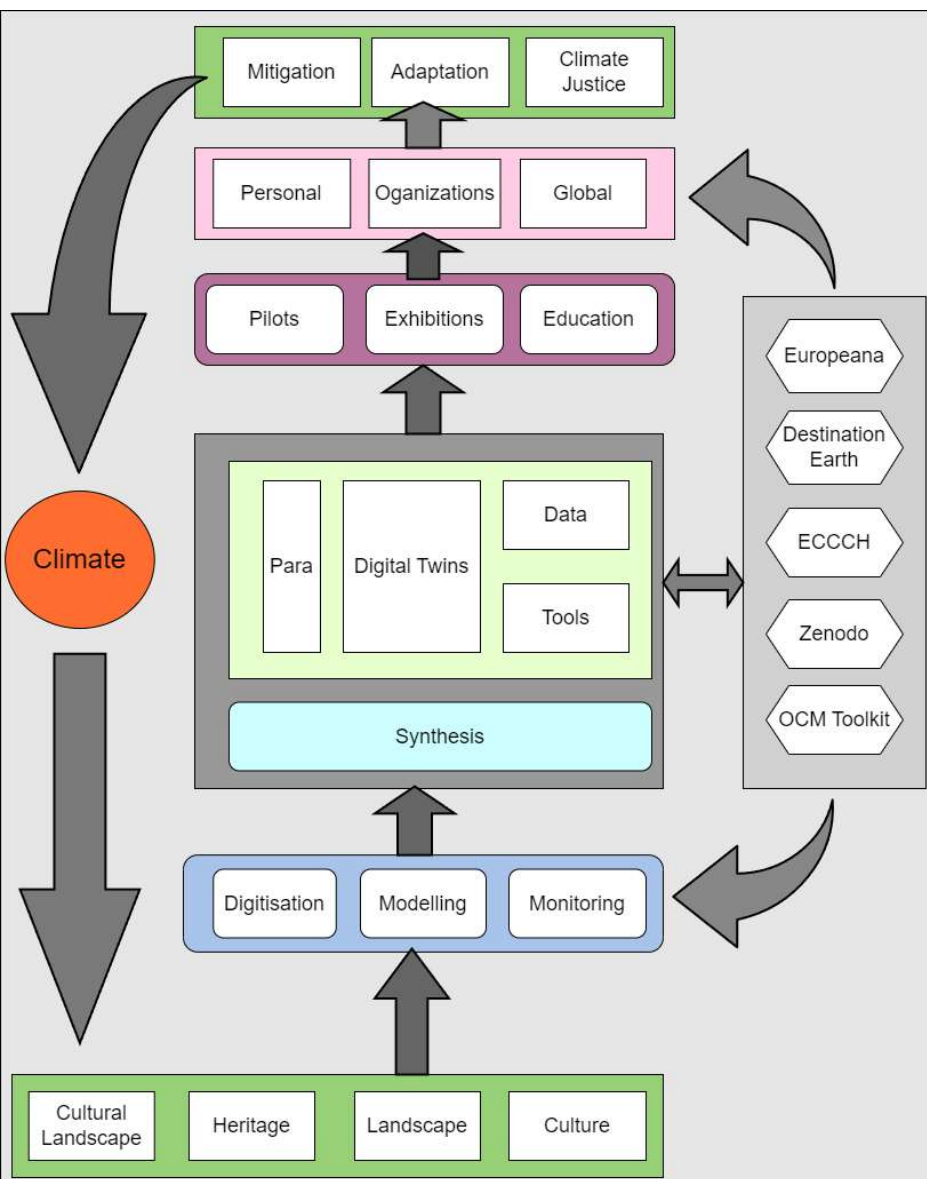 Mitigation
Adaptation
Climate
Justice
Personal
Oganizations
Global
Pilots
Exhibitions
Education
Europeana
Destination
Earth
ECCCH
Zenodo
OCM Toolkit
Climate
Para
Digital Twins
Data
Tools
Synthesis
Digitisation
Modelling
Monitoring
Cultural
Landscape
Heritage
Landscape
Culture